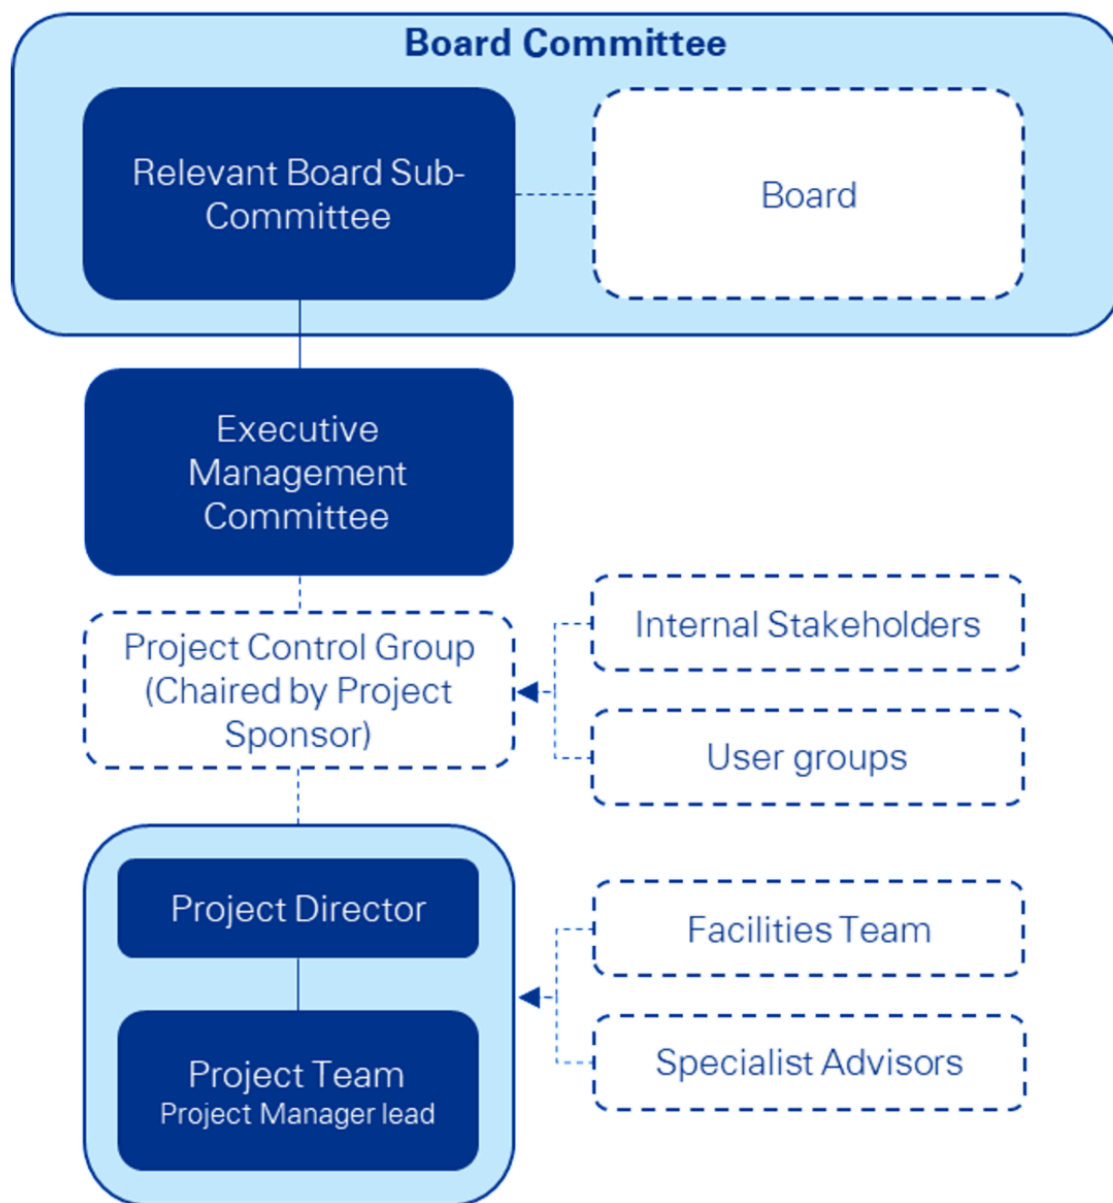 Board Committee
Relevant Board Sub-
Committee
Board
Executive
Management
Committee
Project Control Group
(Chaired by Project
Sponsor)
Internal Stakeholders
User groups
Project Director
Project Team
Project Manager lead
Facilities Team
Specialist Advisors